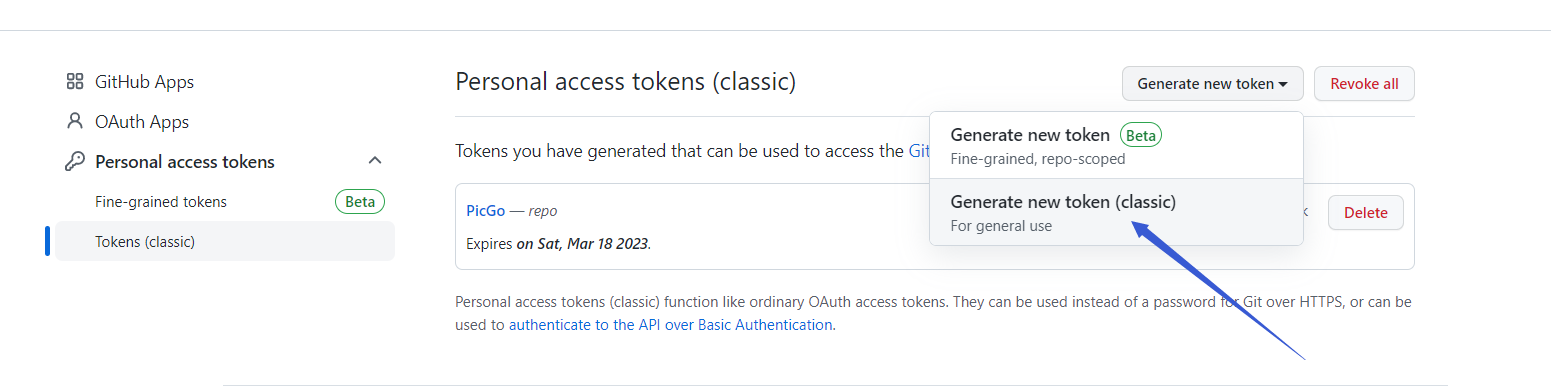 GitHub Apps
OAuth Apps
Personal access tokens
Fine-grained tokens Beta
Tokens (classic)
Personal access tokens (classic)
Generate new token
Revoke all
Generate new token Beta
Fine-grained, repo-scoped
Generate new token (classic)
For general use
Tokens you have generated that can be used to access the
PicGo — repo
Delete
Expires on Sat, Mar 18 2023.
Personal access tokens (classic) function like ordinary OAuth access tokens. They can be used instead of a password for Git over HTTPS, or can be
used to authenticate to the API over Basic Authentication.